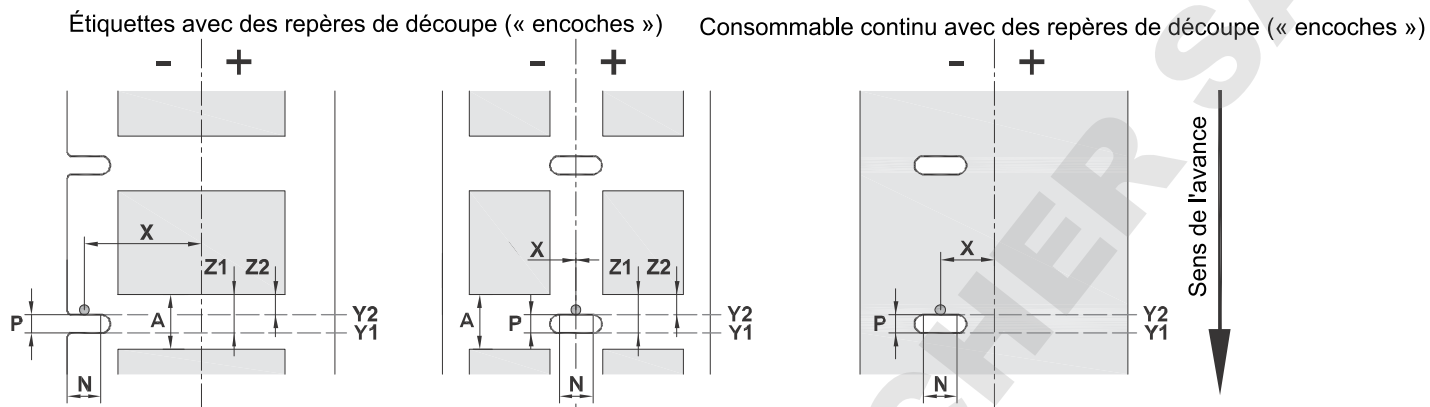 Étiquettes avec des repères de découpe (« encoches »)
Consommable continu avec des repères de découpe (« encoches »)
- +
- +
- +
X
Z1 Z2
P
A
Y2
Y1
N
X
Z1 Z2
A
P
Y2
Y1
N
X
P
Y2
Y1
N
Sens de l'avance